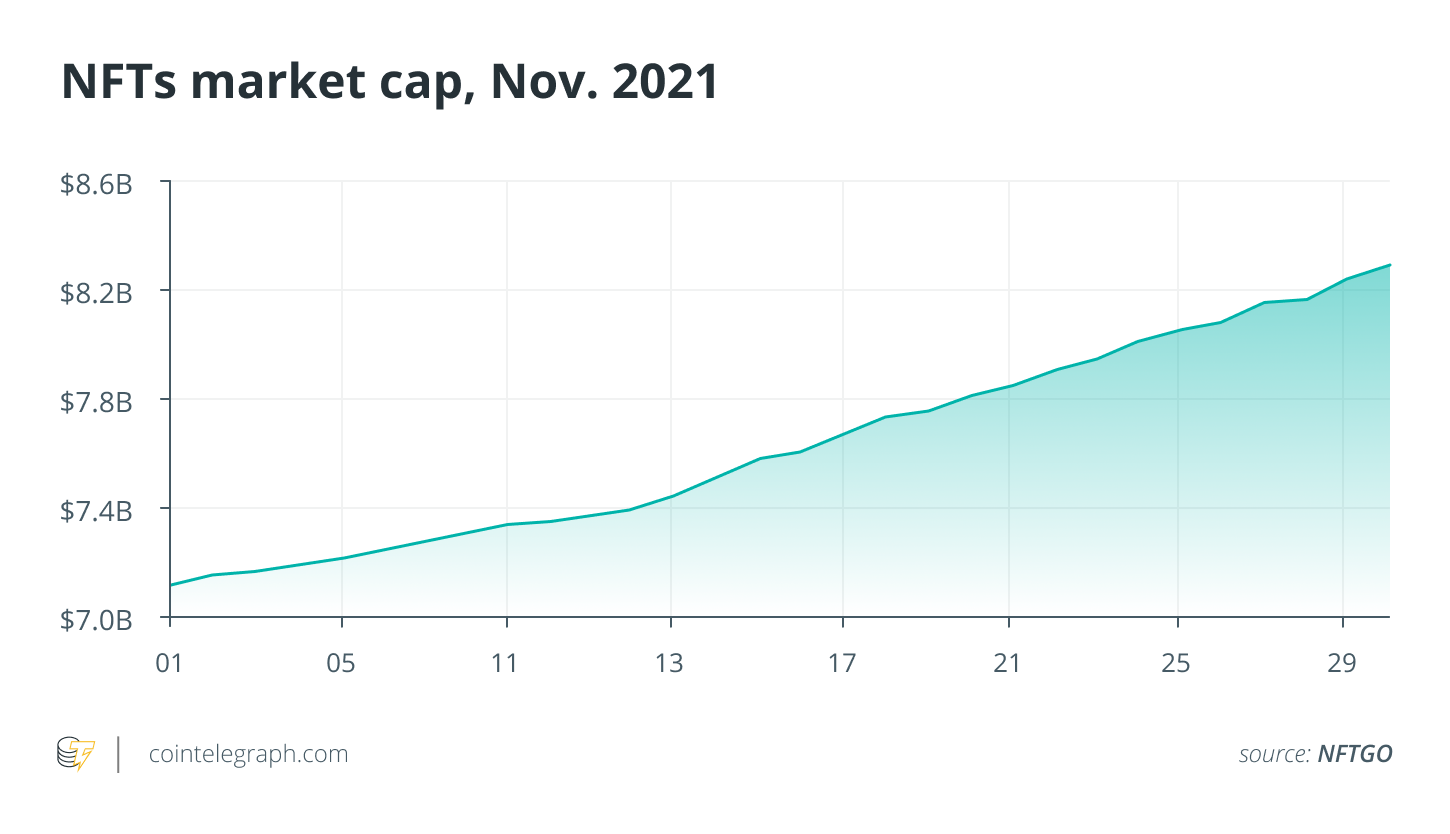 NFTs market cap, Nov. 2021
$8.6B
$8.2B
$7.8B
$7.4B
$7.0B
01 05 11 13 17 21 25 29
cointelegraph.com
source: NFTGO